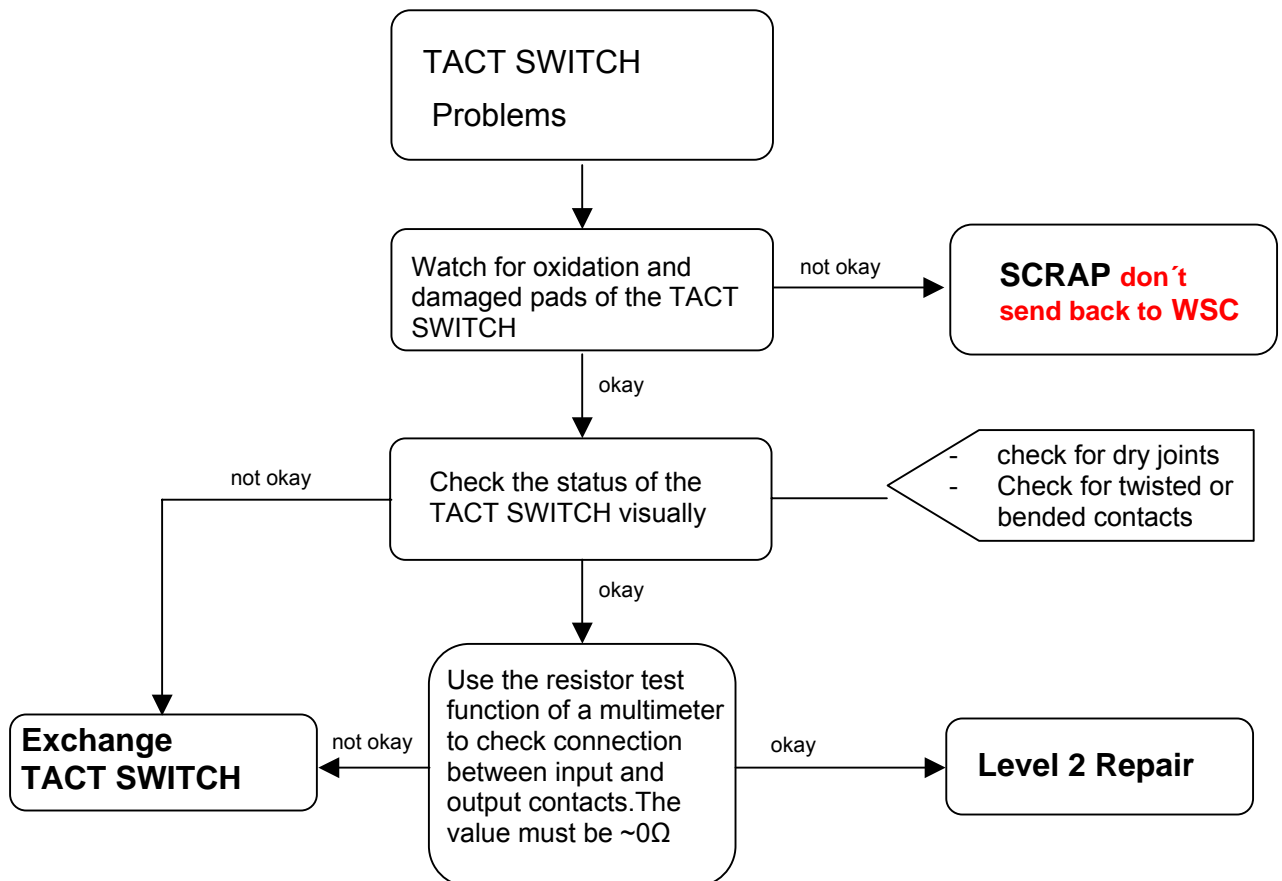 TACT SWITCH
Problems
Watch for oxidation and
damaged pads of the TACT
SWITCH
not okay
SCRAP don´t
send back to WSC
okay
not okay
Check the status of the
TACT SWITCH visually
- check for dry joints
- Check for twisted or
bended contacts
okay
Use the resistor test
function of a multimeter
to check connection
between input and
output contacts.The
value must be ~0Ω
not okay
Exchange
TACT SWITCH
okay
Level 2 Repair